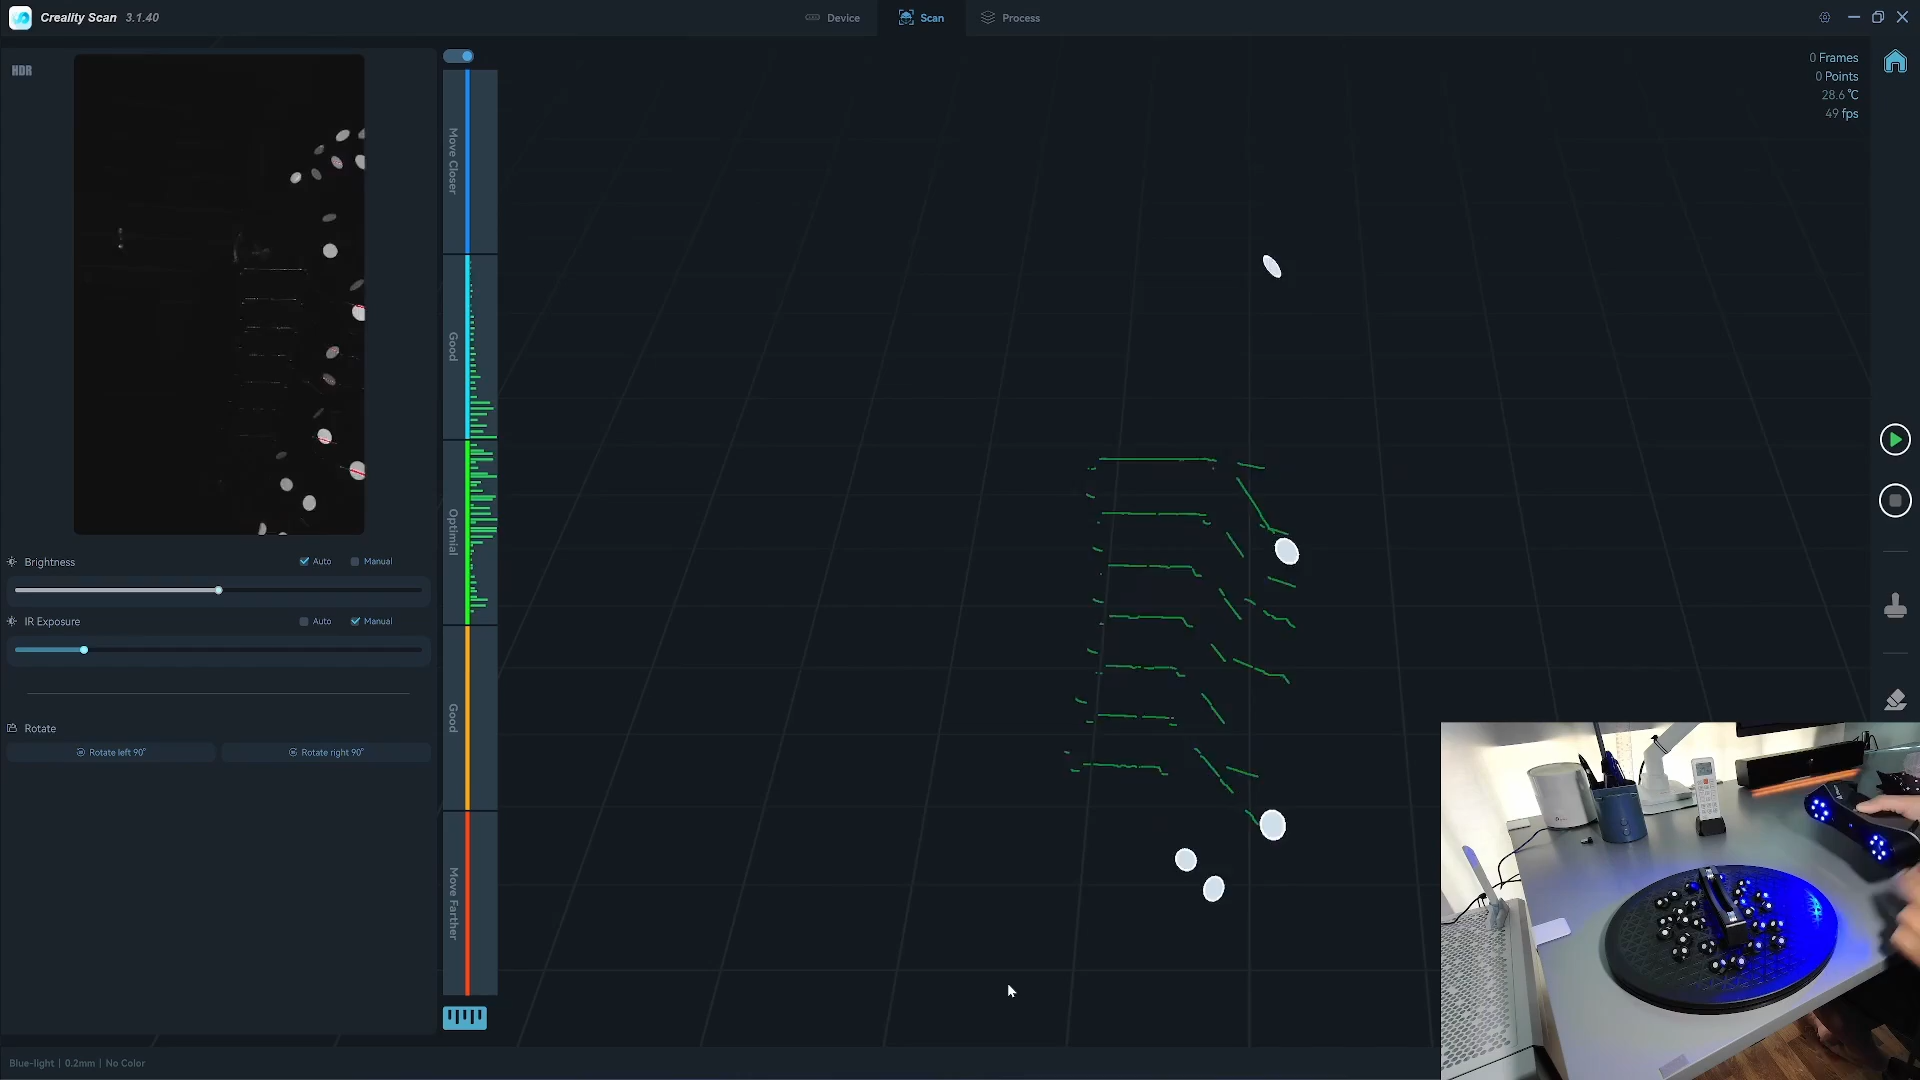 Creality Scan 3.1.40
Device
Scan
Process
HDR
0 Frames
0 Points
28.6 ℃
49 fps
Move Closer
Good
Optimial
Good
Move Farther
Brightness
Auto
Manual
IR Exposure
Auto
Manual
Rotate
Rotate left 90°
Rotate right 90°
Blue-light | 0.2mm | No Color